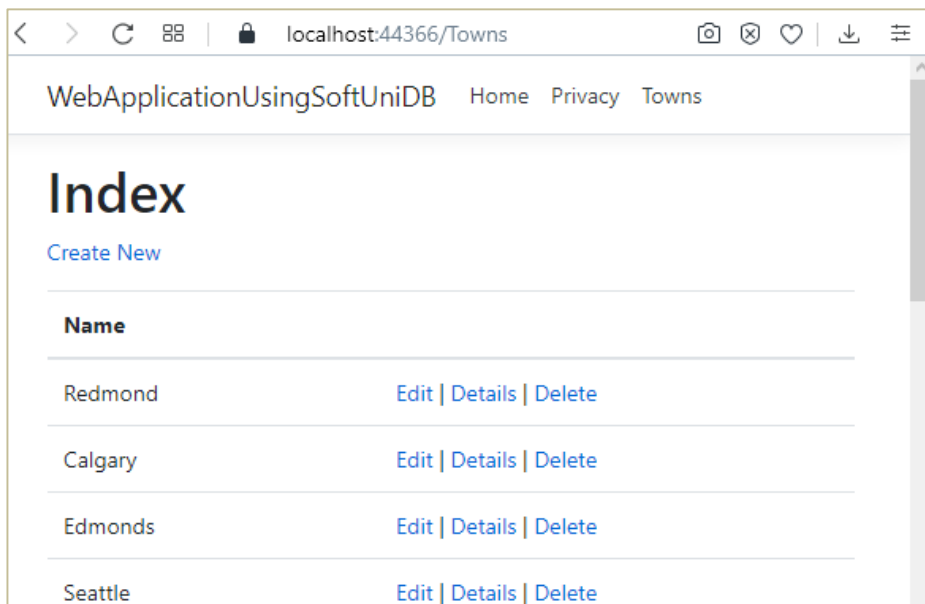 localhost:44366/Towns
WebApplicationUsingSoftUniDB Home Privacy Towns
Index
Create New
Name
Redmond Edit | Details | Delete
Calgary Edit | Details | Delete
Edmonds Edit | Details | Delete
Seattle Edit | Details | Delete